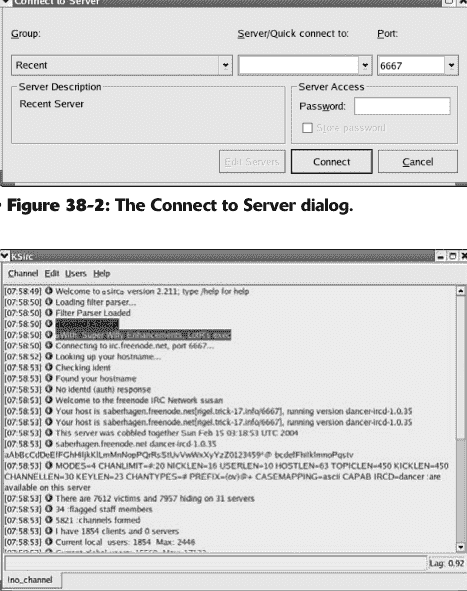 Connect to Server
Group:
Server/Quick connect to:
Port:
Recent
6667
Server Description
Recent Server
Server Access
Password:
Store password
Edit Servers
Connect
Cancel
Figure 38-2: The Connect to Server dialog.
kSirc
Channel Edit Users Help
[07:58:49] Welcome to asirca version 2.211; type /help for help
[07:58:50] Loading filter parser...
[07:58:50] Filter Parser Loaded
[07:58:50]
[07:58:50]
[07:58:50] Connecting to irc.freenode.net, port 6667...
[07:58:52] Looking up your hostname...
[07:58:53] Checking ident
[07:58:53] Found your hostname
[07:58:53] No identd (auth) response
[07:58:53] Welcome to the freenode IRC Network susan
[07:58:53] Your host is saberhagen.freenode.net[rigel.trick-17.info/6667], running version dancer-ircd-1.0.35
[07:58:53] Your host is saberhagen.freenode.net[rigel.trick-17.info/6667], running version dancer-ircd-1.0.35
[07:58:53] This server was cobbled together Sun Feb 15 03:18:53 UTC 2004
[07:58:53] saberhagen.freenode.net dancer-ircd-1.0.35
[07:58:53] MODES=4 CHANLIMIT=#:20 NICKLEN=16 USERLEN=10 HOSTLEN=63 TOPICLEN=450 KICKLEN=450
CHANNELLEN=30 KEYLEN=23 CHANTYPES=# PREFIX=(ov)@+ CASEMAPPING=ascii CAPAB IRCD=dancer :are
available on this server
[07:58:53] There are 7612 victims and 7957 hiding on 31 servers
[07:58:53] 34 :flagged staff members
[07:58:53] 5821 :channels formed
[07:58:53] I have 1854 clients and 0 servers
[07:58:53] Current local users: 1854 Max: 2446
Lag: 0.92
!no_channel